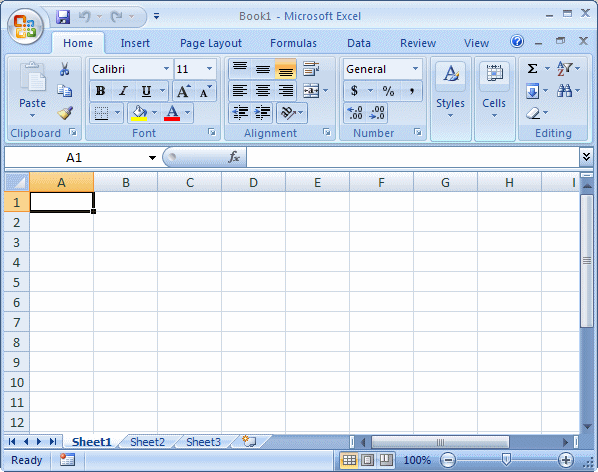 Book1 - Microsoft Excel
Home Insert Page Layout Formulas Data Review View
Calibri 11 General
Paste B I U A A $ % , Styles Cells Σ
A .00 .0
Clipboard Font Alignment Number Editing
A1 fx
A B C D E F G H I
1
2
3
4
5
6
7
8
9
10
11
12
Sheet1 Sheet2 Sheet3
Ready 100%